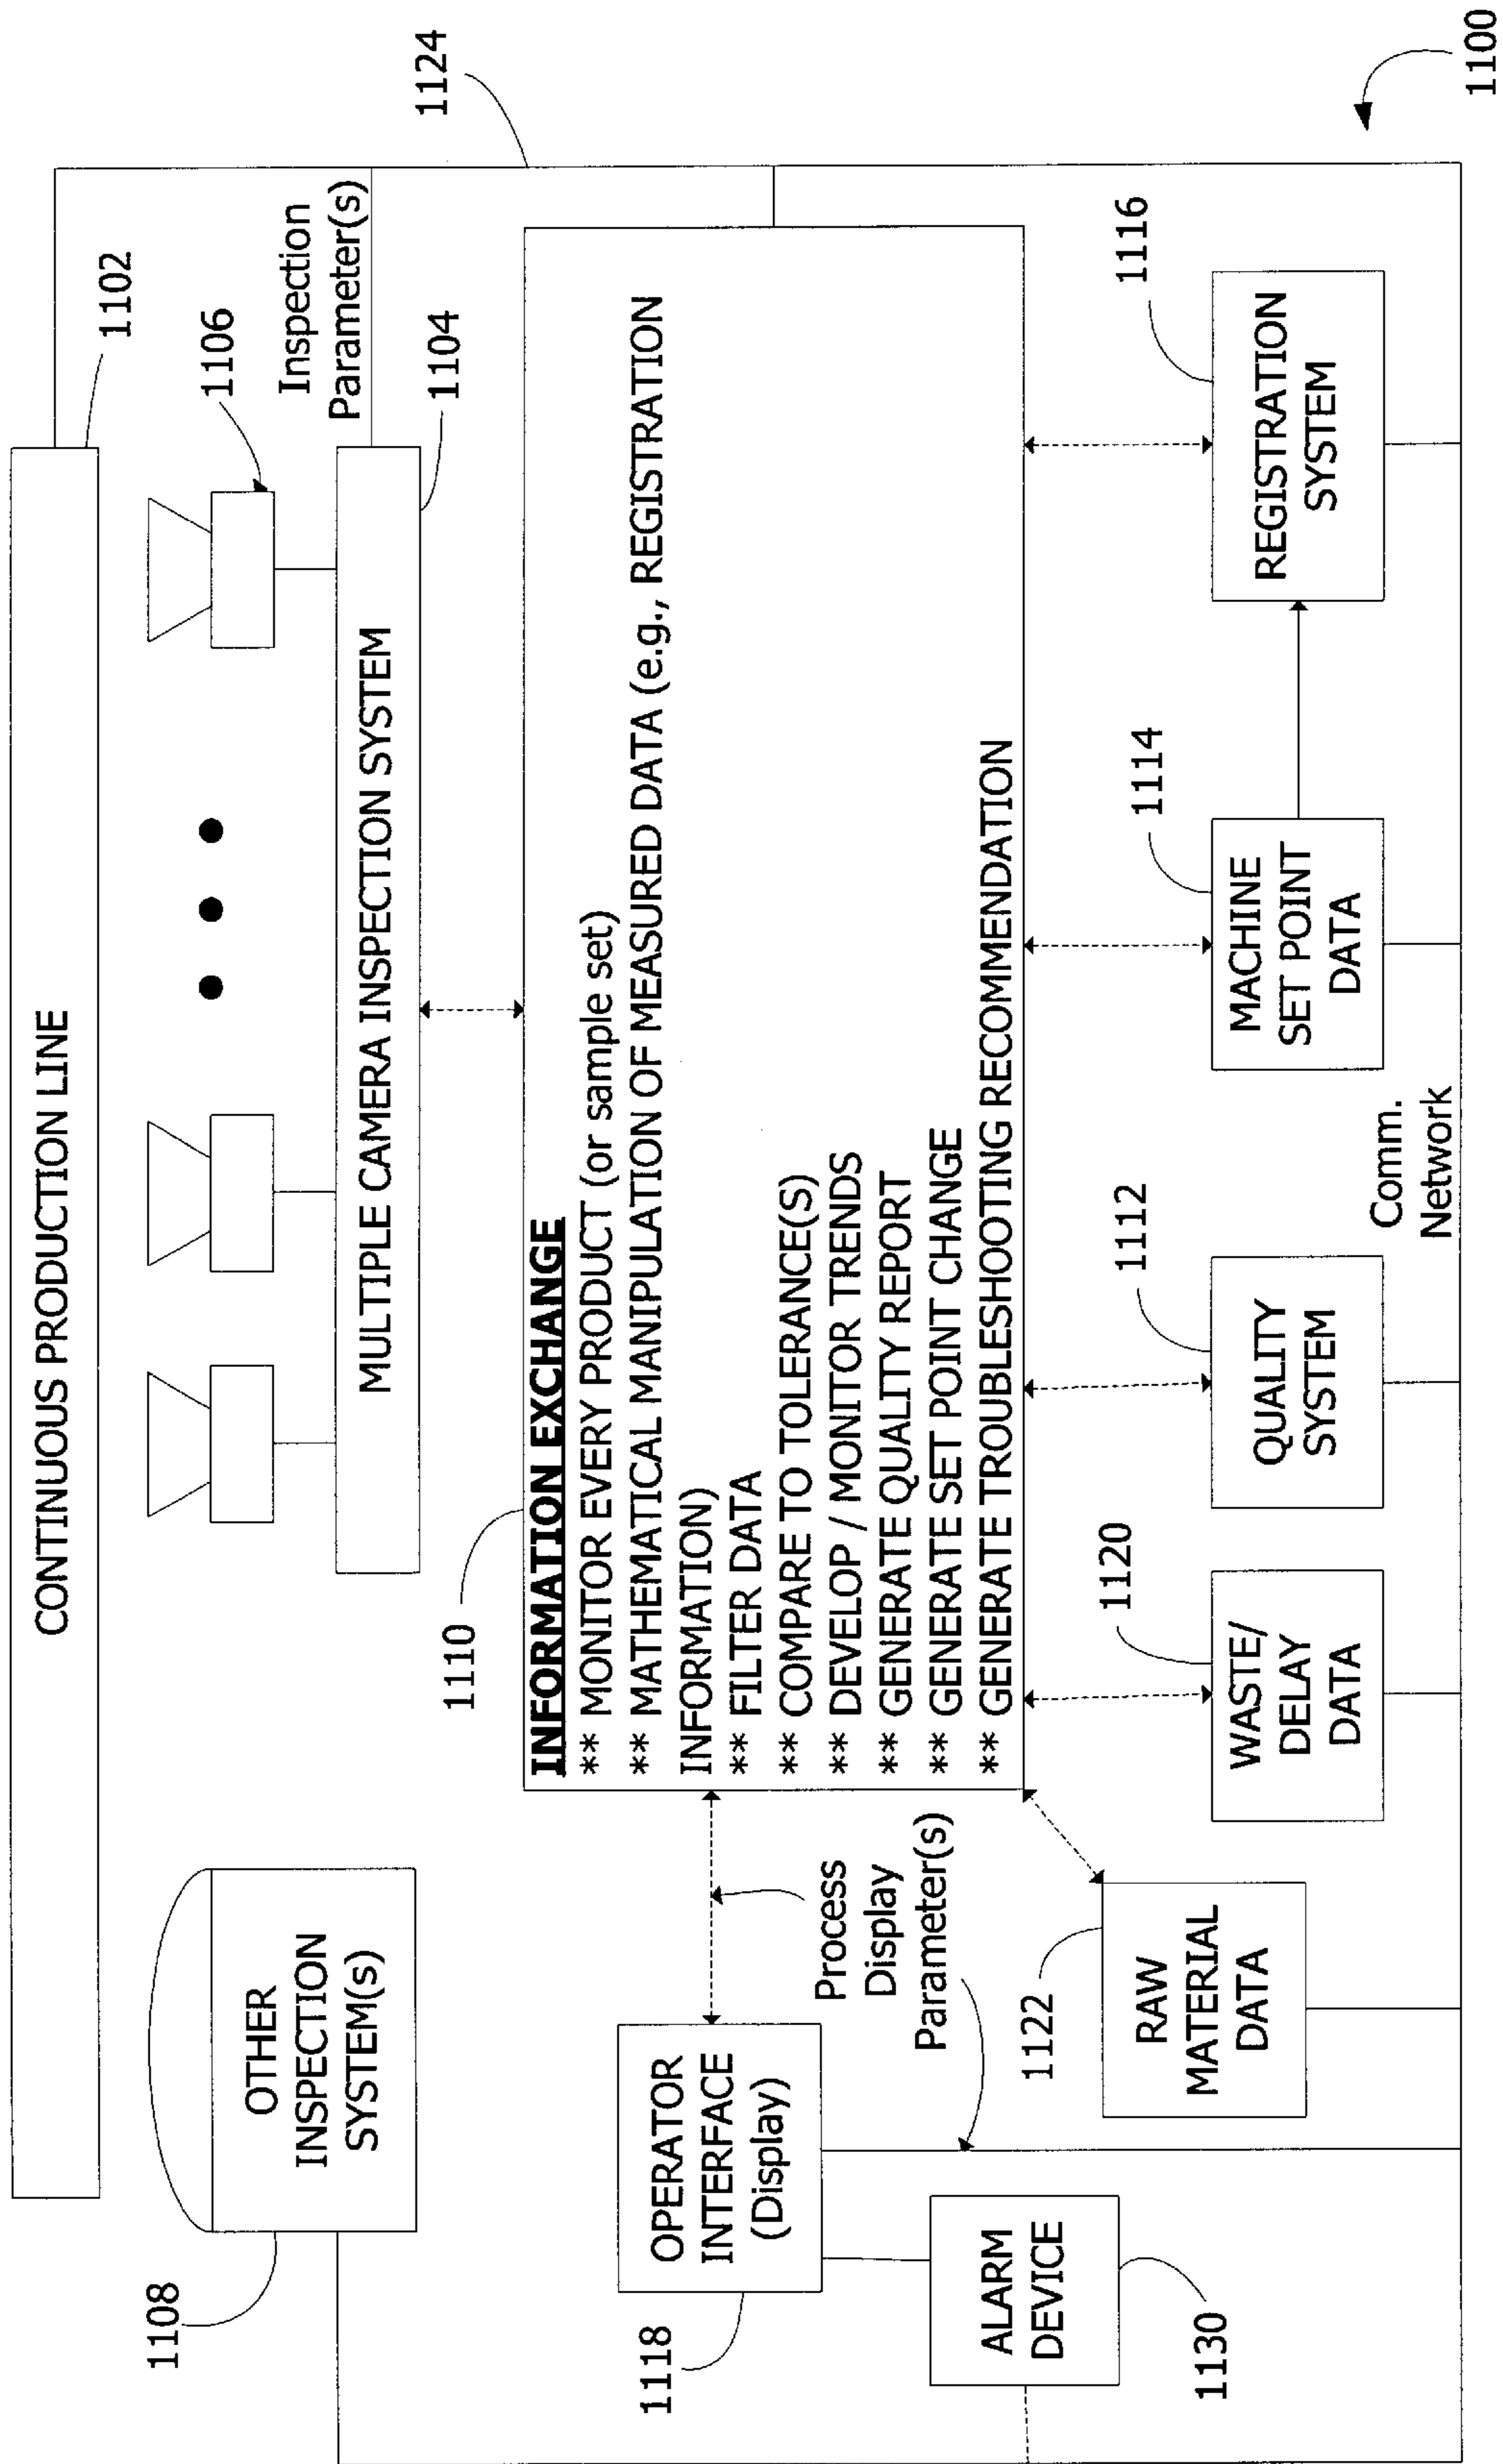 CONTINUOUS PRODUCTION LINE
1102
1106
Inspection
Parameter(s)
1124
1108
OTHER
INSPECTION
SYSTEM(s)
MULTIPLE CAMERA INSPECTION SYSTEM
1104
1110
INFORMATION EXCHANGE
** MONITOR EVERY PRODUCT (or sample set)
** MATHEMATICAL MANIPULATION OF MEASURED DATA (e.g., REGISTRATION
INFORMATION)
** FILTER DATA
** COMPARE TO TOLERANCE(S)
** DEVELOP / MONITOR TRENDS
** GENERATE QUALITY REPORT
** GENERATE SET POINT CHANGE
** GENERATE TROUBLESHOOTING RECOMMENDATION
1118
OPERATOR
INTERFACE
(Display)
Process
Display
Parameter(s)
ALARM
DEVICE
1130
1122
RAW
MATERIAL
DATA
1120
WASTE/
DELAY
DATA
1112
QUALITY
SYSTEM
Comm.
Network
1114
MACHINE
SET POINT
DATA
1116
REGISTRATION
SYSTEM
1100